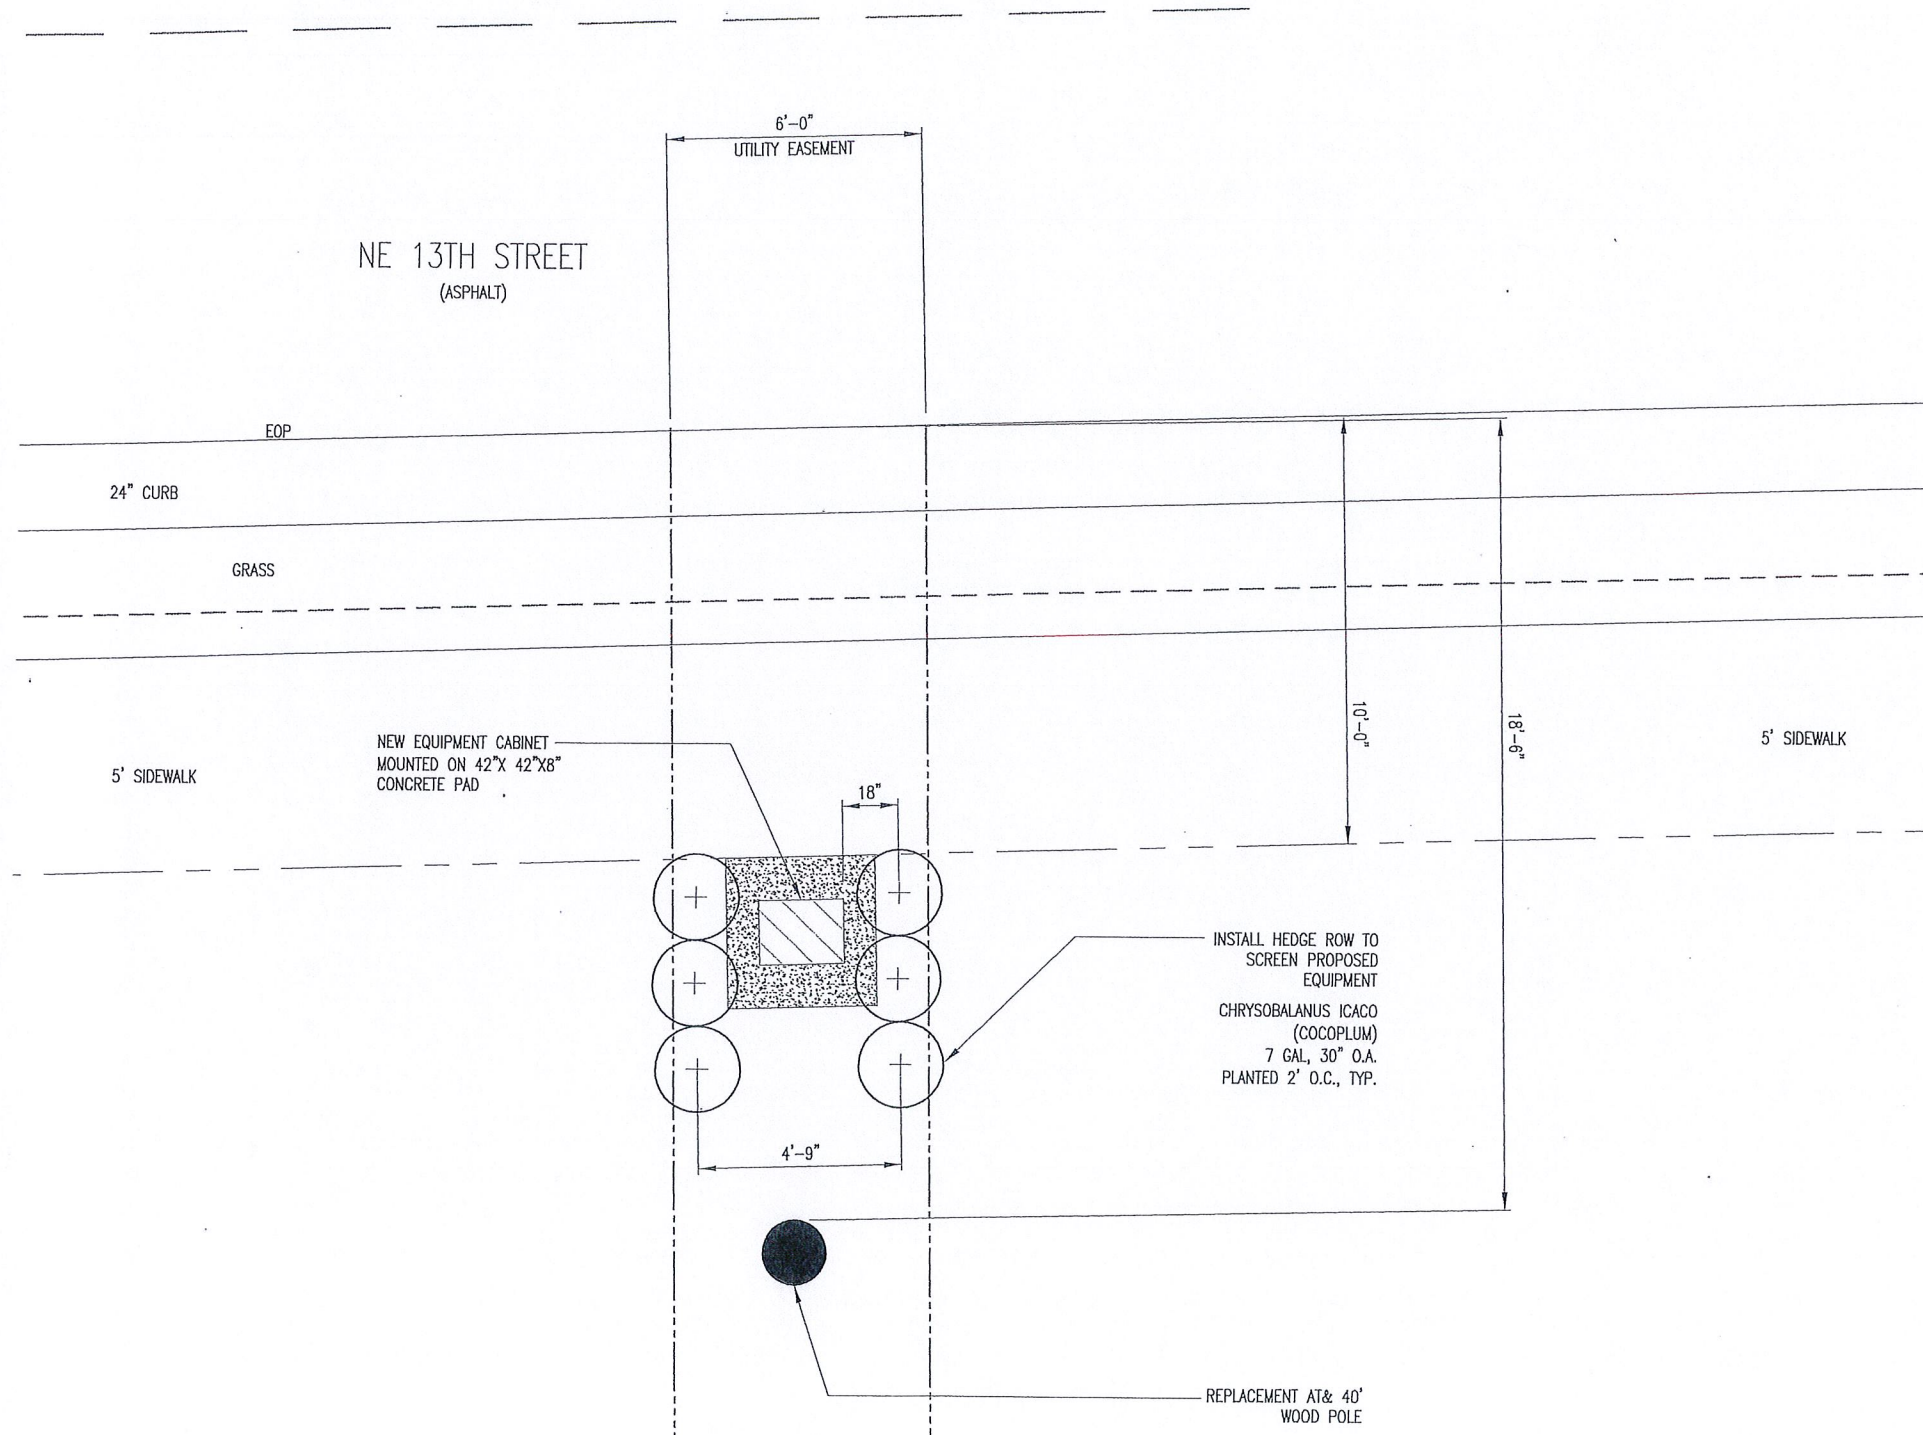 6'-0"
UTILITY EASEMENT
NE 13TH STREET
(ASPHALT)
EOP
24" CURB
GRASS
10'-0"
18'-6"
5' SIDEWALK
NEW EQUIPMENT CABINET
MOUNTED ON 42"X 42"X8"
CONCRETE PAD
5' SIDEWALK
18"
INSTALL HEDGE ROW TO
SCREEN PROPOSED
EQUIPMENT
CHRYSOBALANUS ICACO
(COCOPLUM)
7 GAL, 30" O.A.
PLANTED 2' O.C., TYP.
4'-9"
REPLACEMENT AT& 40'
WOOD POLE